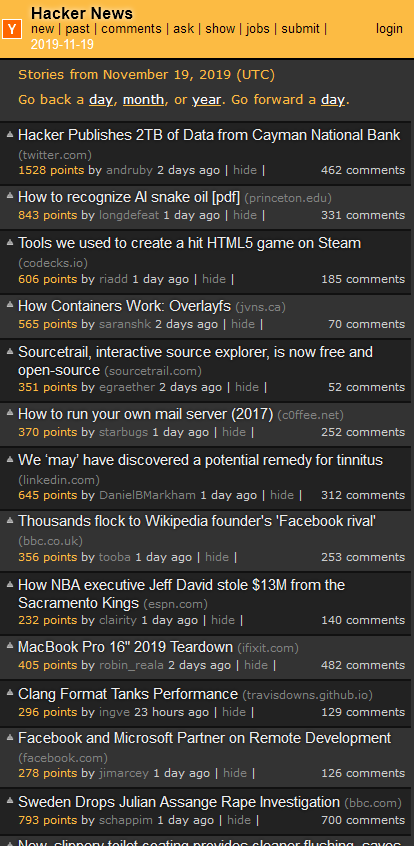 Y
Hacker News
new | past | comments | ask | show | jobs | submit |
login
2019-11-19
Stories from November 19, 2019 (UTC)
Go back a day, month, or year. Go forward a day.
Hacker Publishes 2TB of Data from Cayman National Bank
(twitter.com)
1528 points by andruby 2 days ago | hide | 462 comments
How to recognize AI snake oil [pdf] (princeton.edu)
843 points by longdefeat 1 day ago | hide | 331 comments
Tools we used to create a hit HTML5 game on Steam
(codecks.io)
606 points by riadd 1 day ago | hide | 185 comments
How Containers Work: Overlayfs (jvns.ca)
565 points by saranshk 2 days ago | hide | 70 comments
Sourcetrail, interactive source explorer, is now free and
open-source (sourcetrail.com)
351 points by egraether 2 days ago | hide | 52 comments
How to run your own mail server (2017) (c0ffee.net)
370 points by starbugs 1 day ago | hide | 252 comments
We ‘may’ have discovered a potential remedy for tinnitus
(linkedin.com)
645 points by DanielBMarkham 1 day ago | hide | 312 comments
Thousands flock to Wikipedia founder's 'Facebook rival'
(bbc.co.uk)
356 points by tooba 1 day ago | hide | 253 comments
How NBA executive Jeff David stole $13M from the
Sacramento Kings (espn.com)
232 points by clairity 1 day ago | hide | 140 comments
MacBook Pro 16" 2019 Teardown (ifixit.com)
405 points by robin_reala 2 days ago | hide | 482 comments
Clang Format Tanks Performance (travisdowns.github.io)
296 points by ingve 23 hours ago | hide | 129 comments
Facebook and Microsoft Partner on Remote Development
(facebook.com)
278 points by jimarcey 1 day ago | hide | 126 comments
Sweden Drops Julian Assange Rape Investigation (bbc.com)
793 points by schappim 1 day ago | hide | 700 comments
New, slippery toilet coating provides cleaner flushing, saves